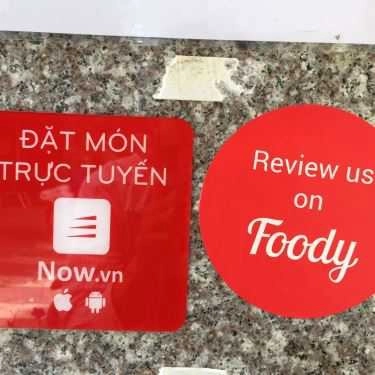 ĐẶT MÓN
TRỰC TUYẾN
Now.vn
Review us
on
Foody